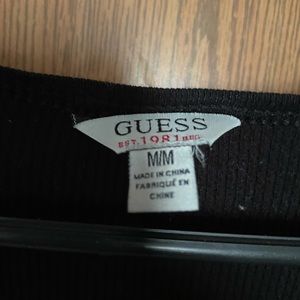 GUESS
EST. 1981
M/M
MADE IN CHINA
FABRIQUÉ EN
CHINE